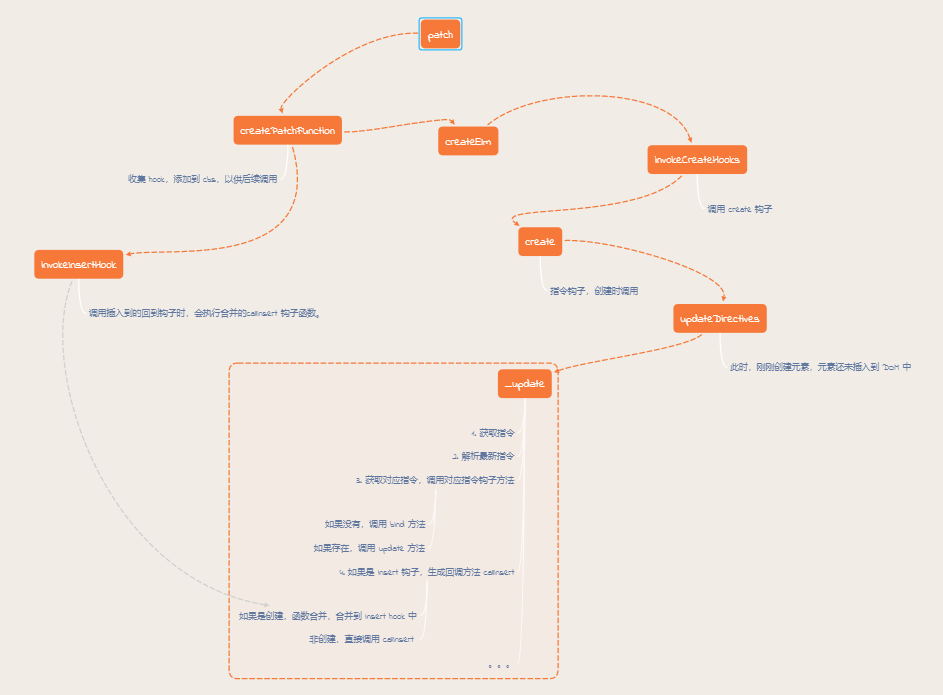 patch
createPatchFunction
createElm
invokeCreateHooks
收集 hook，添加到 cbs，以供后续调用
调用 create 钩子
create
invokeInsertHook
指令钩子，创建时调用
调用插入到的回到钩子时，会执行合并的callInsert 钩子函数。
updateDirectives
此时，刚刚创建元素，元素还未插入到 DOM 中
_update
1. 获取指令
2. 解析最新指令
3. 获取对应指令，调用对应指令钩子方法
如果没有，调用 bind 方法
如果存在，调用 update 方法
4. 如果是 insert 钩子，生成回调方法 callInsert
如果是创建，函数合并，合并到 insert hook 中
非创建，直接调用 callInsert
。。。